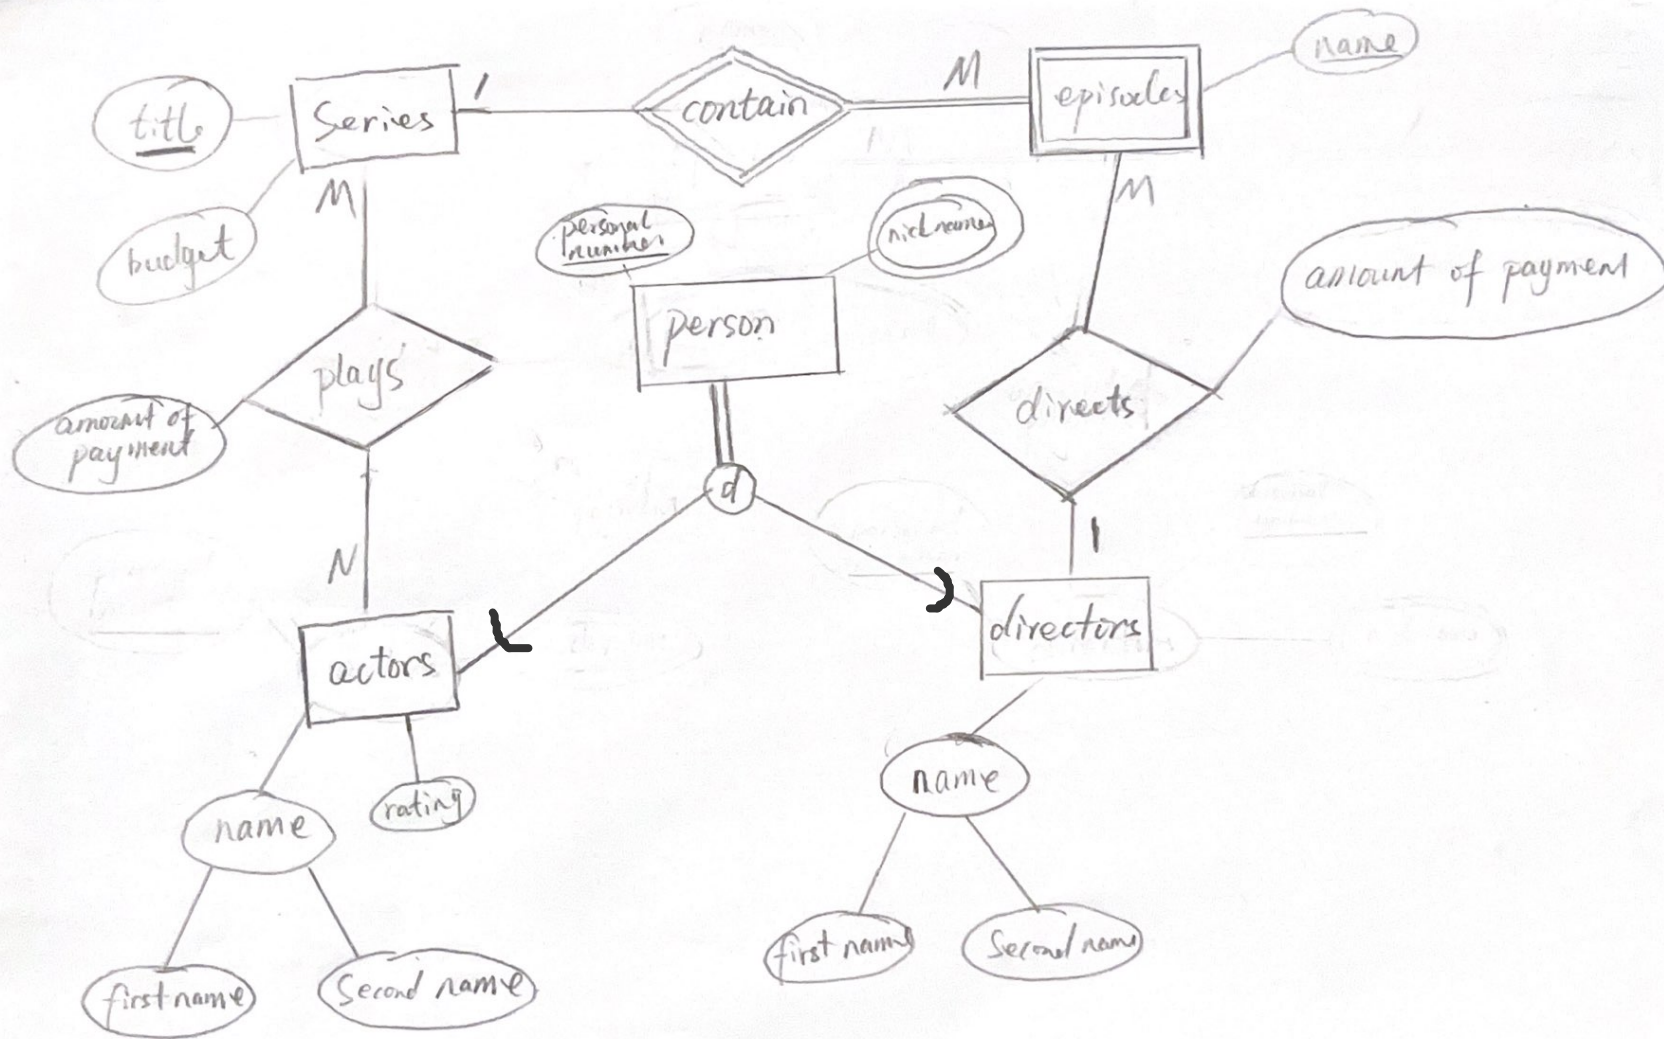 name
1
M
title
Series
contain
episodes
M
M
personal
number
nickname
budget
amount of payment
person
plays
directs
amount of
payment
d
1
N
directors
actors
name
rating
name
first name
Second name
first name
Second name